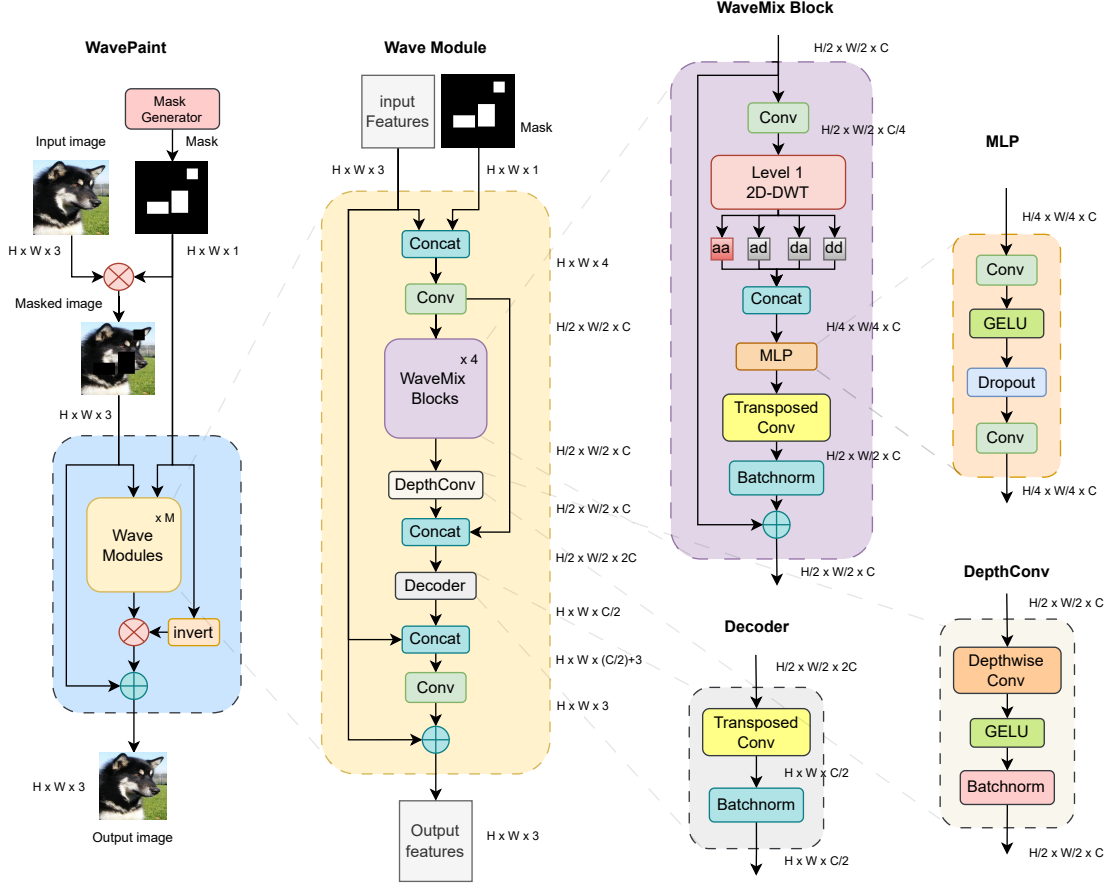 WavePaint
Mask
Generator
Input image
Mask
H x W x 3
H x W x 1
Masked image
H x W x 3
x M
Wave
Modules
invert
H x W x 3
Output image
Wave Module
input
Features
Mask
H x W x 3
H x W x 1
Concat
H x W x 4
Conv
H/2 x W/2 x C
x 4
WaveMix
Blocks
H/2 x W/2 x C
DepthConv
H/2 x W/2 x C
Concat
H/2 x W/2 x 2C
Decoder
H x W x C/2
Concat
H x W x (C/2)+3
Conv
H x W x 3
Output
features
H x W x 3
WaveMix Block
H/2 x W/2 x C
Conv
H/2 x W/2 x C/4
Level 1
2D-DWT
aa
ad
da
dd
Concat
H/4 x W/4 x C
MLP
Transposed
Conv
H/2 x W/2 x C
Batchnorm
H/2 x W/2 x C
MLP
H/4 x W/4 x C
Conv
GELU
Dropout
Conv
H/4 x W/4 x C
Decoder
H/2 x W/2 x 2C
Transposed
Conv
H x W x C/2
Batchnorm
H x W x C/2
DepthConv
H/2 x W/2 x C
Depthwise
Conv
GELU
Batchnorm
H/2 x W/2 x C